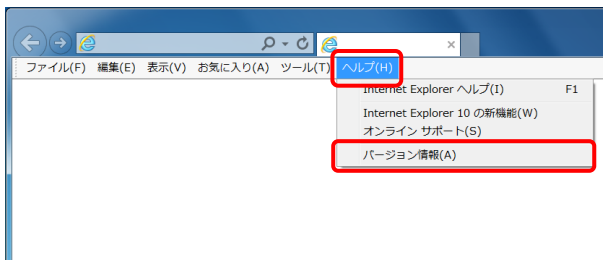 ファイル(F) 編集(E) 表示(V) お気に入り(A) ツール(T) ヘルプ(H)
Internet Explorer ヘルプ(I) F1
Internet Explorer 10 の新機能(W)
オンライン サポート(S)
バージョン情報(A)